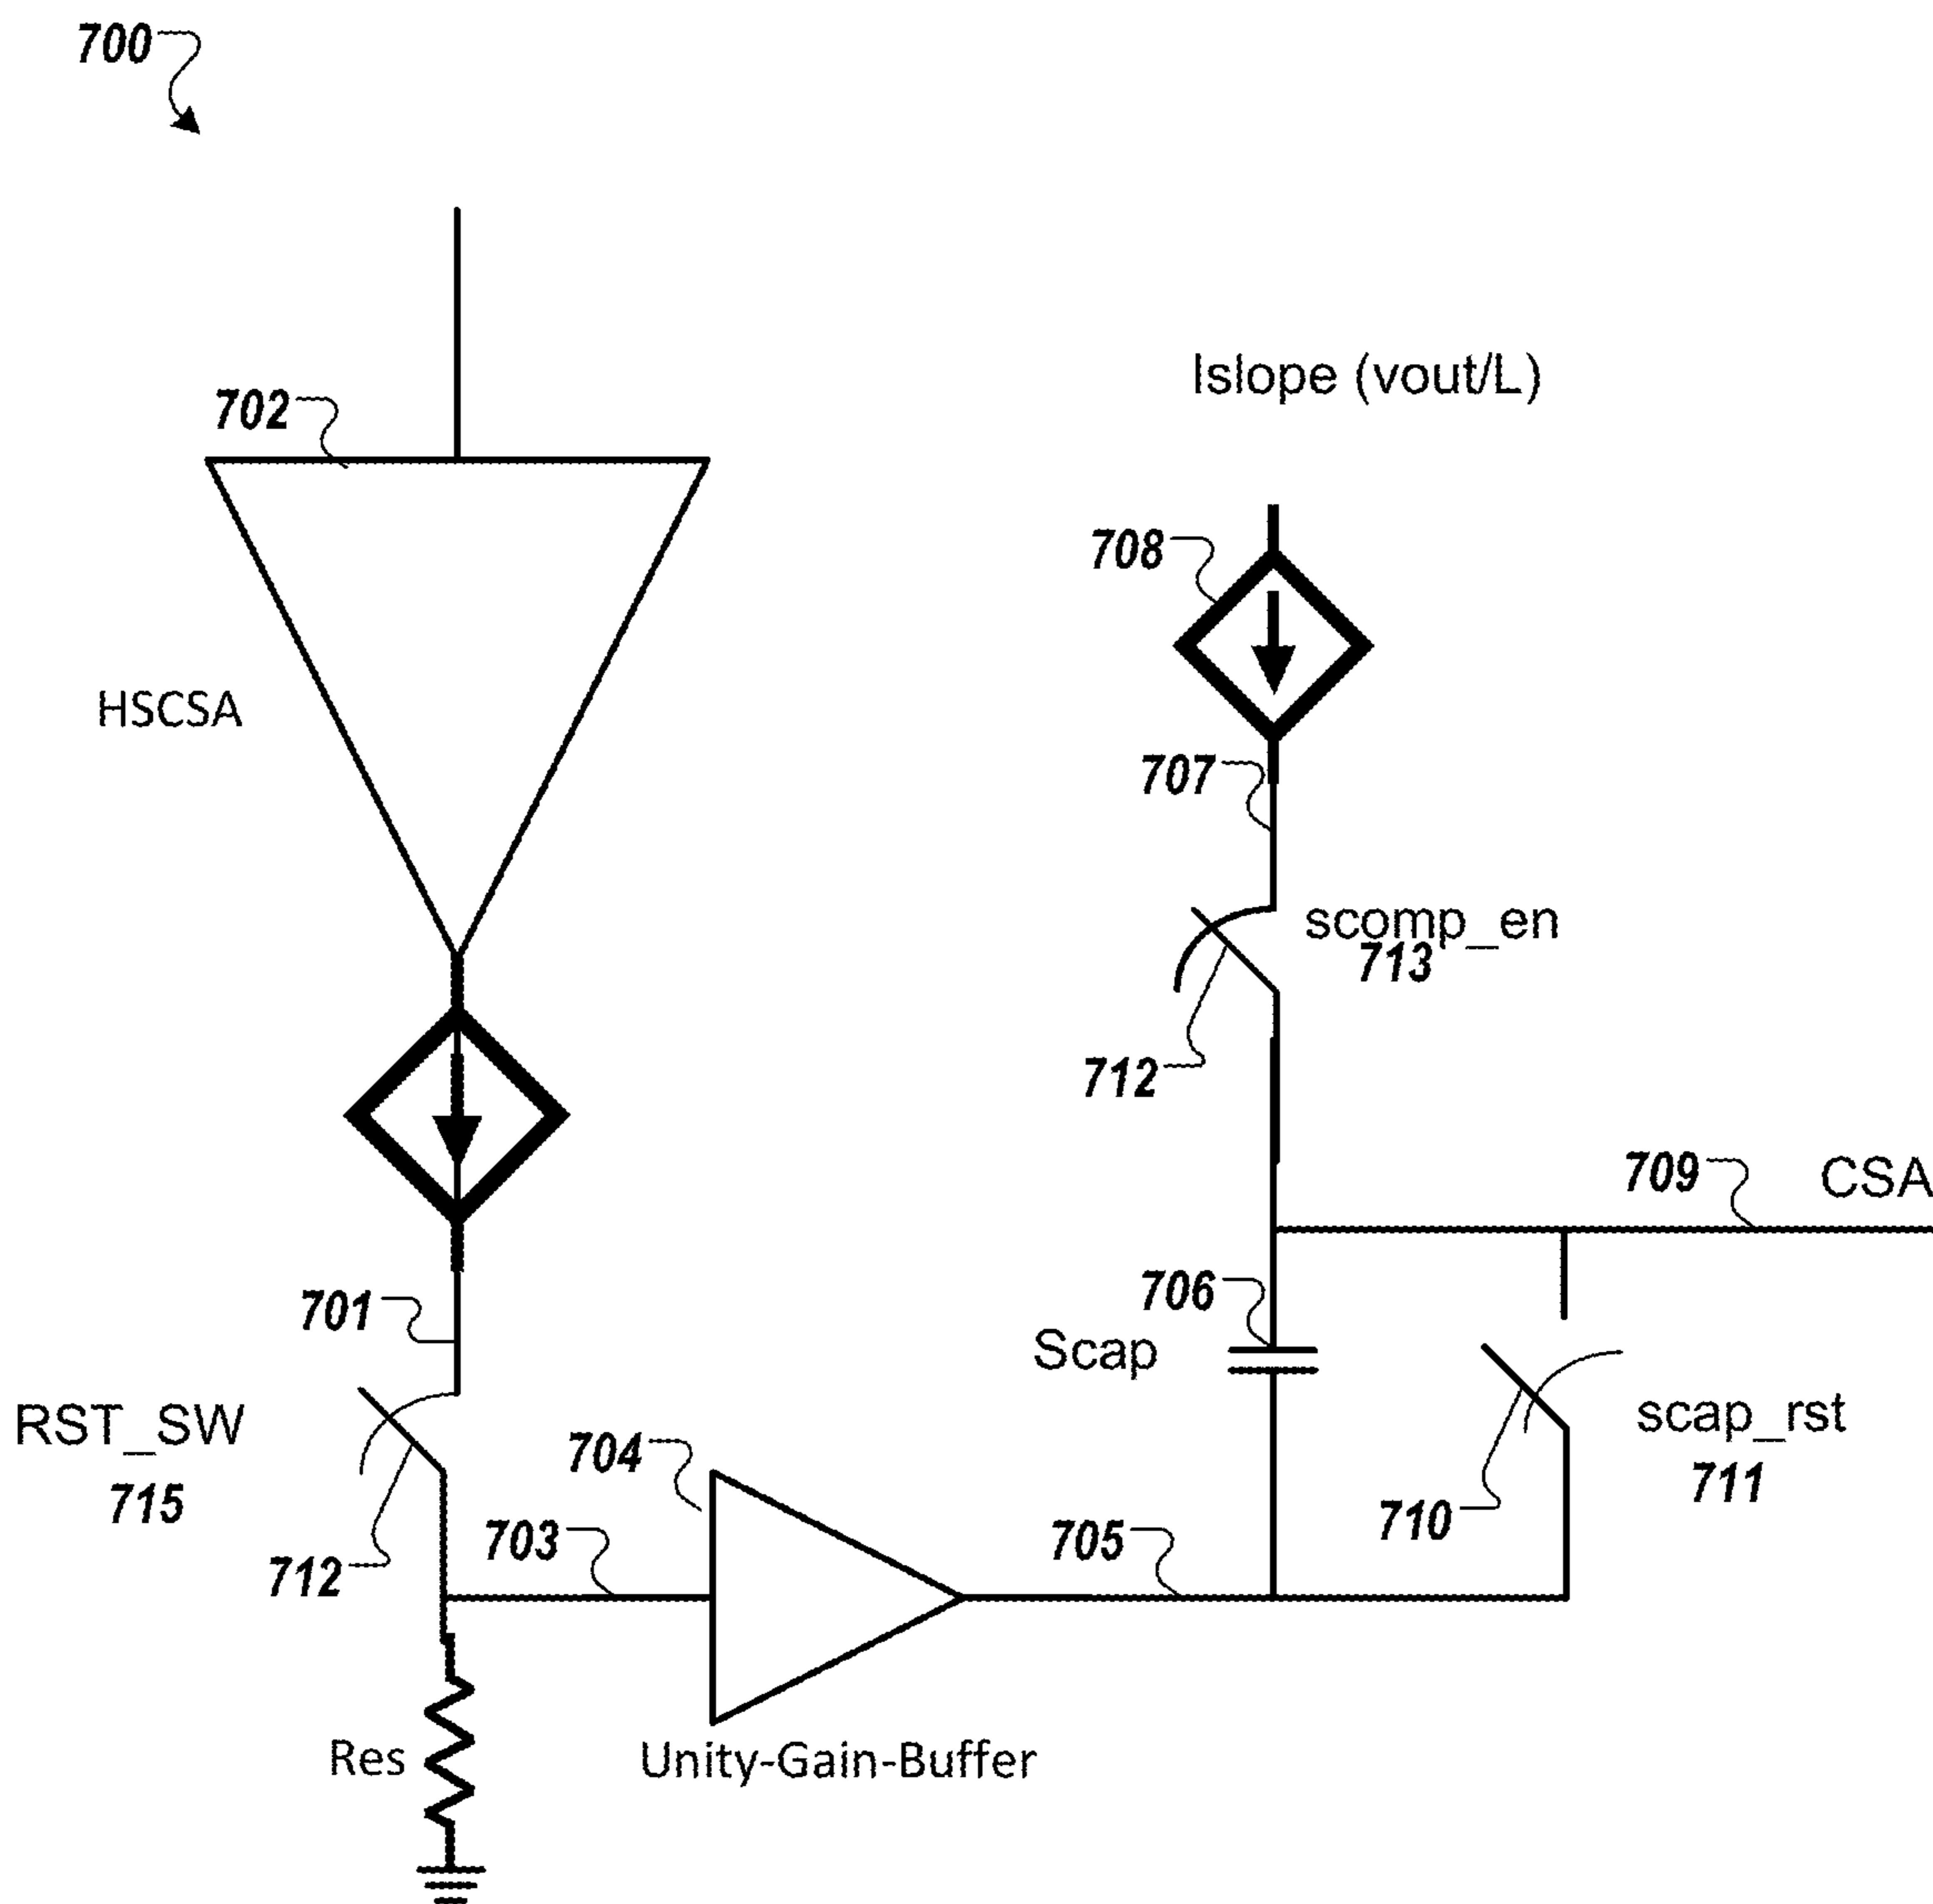 700
Islope (vout/L)
702
708
HSCSA
707
scomp_en
713
712
709
CSA
701
706
Scap
RST_SW
715
704
scap_rst
711
710
703
705
712
Res
Unity-Gain-Buffer